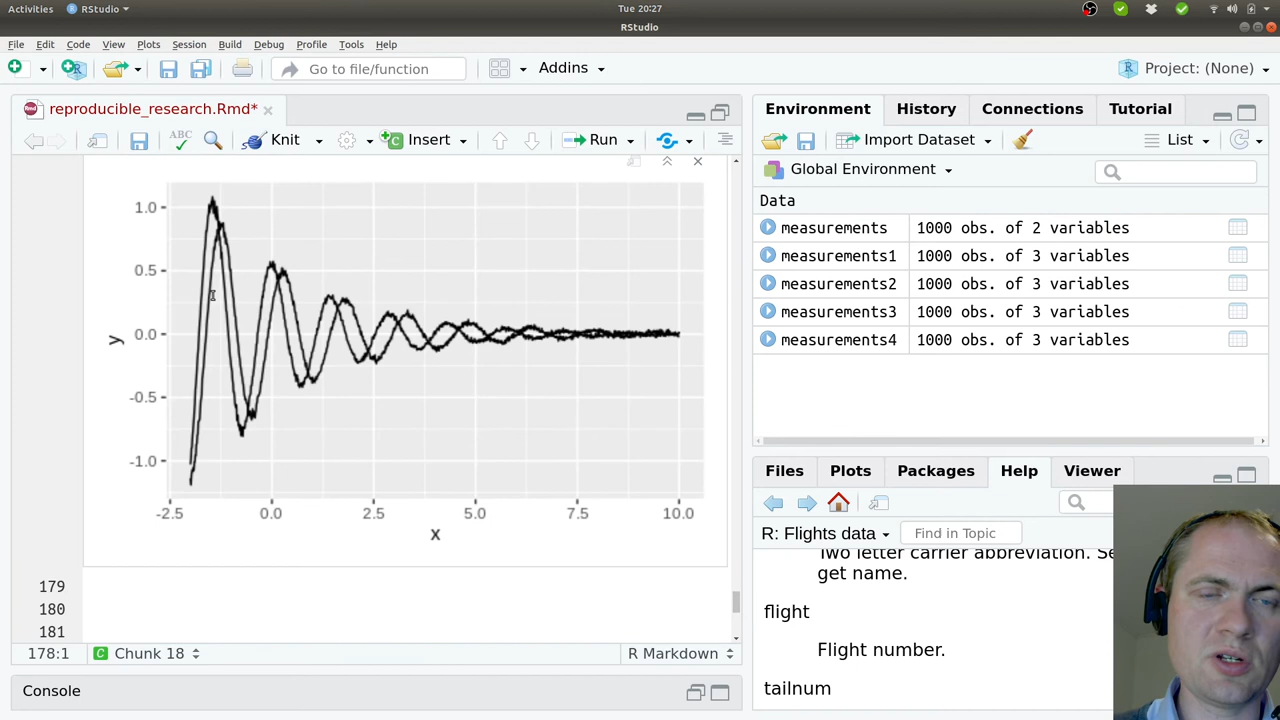 Activities RStudio Tue 20:27
RStudio
File Edit Code View Plots Session Build Debug Profile Tools Help
Go to file/function Addins Project: (None)
reproducible_research.Rmd*
ABC Knit Insert Run
1.0
0.5
0.0
-0.5
-1.0
y
-2.5 0.0 2.5 5.0 7.5 10.0
x
179
180
181
178:1 Chunk 18 R Markdown
Console
Environment History Connections Tutorial
Import Dataset List
Global Environment
Data
measurements 1000 obs. of 2 variables
measurements1 1000 obs. of 3 variables
measurements2 1000 obs. of 3 variables
measurements3 1000 obs. of 3 variables
measurements4 1000 obs. of 3 variables
Files Plots Packages Help Viewer
R: Flights data Find in Topic
Two letter carrier abbreviation. Se
get name.
flight
Flight number.
tailnum